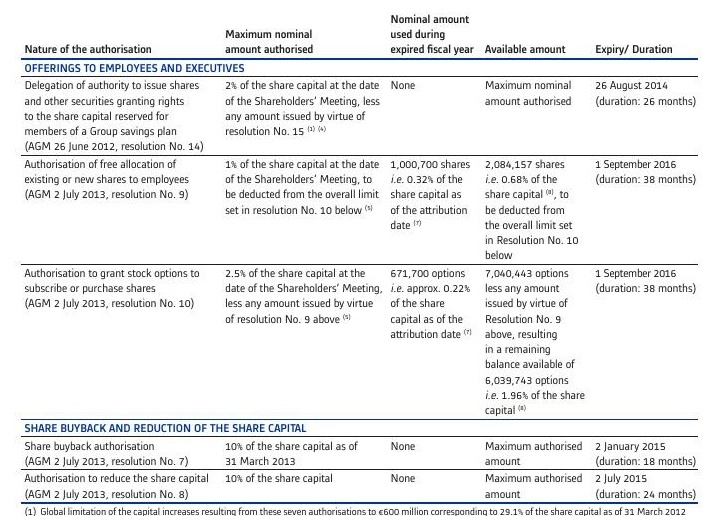 Nature of the authorisation
Maximum nominal
amount authorised
Nominal amount
used during
expired fiscal year
Available amount
Expiry/ Duration
OFFERINGS TO EMPLOYEES AND EXECUTIVES
Delegation of authority to issue shares
and other securities granting rights
to the share capital reserved for
members of a Group savings plan
(AGM 26 June 2012, resolution No. 14)
2% of the share capital at the date
of the Shareholders’ Meeting, less
any amount issued by virtue of
resolution No. 15 (1) (4)
None
Maximum nominal
amount authorised
26 August 2014
(duration: 26 months)
Authorisation of free allocation of
existing or new shares to employees
(AGM 2 July 2013, resolution No. 9)
1% of the share capital at the date
of the Shareholders’ Meeting, to
be deducted from the overall limit
set in resolution No. 10 below (5)
1,000,700 shares
i.e. 0.32% of the
share capital as
of the attribution
date (7)
2,084,157 shares
i.e. 0.68% of the
share capital (8), to
be deducted from
the overall limit set
in Resolution No. 10
below
1 September 2016
(duration: 38 months)
Authorisation to grant stock options to
subscribe or purchase shares
(AGM 2 July 2013, resolution No. 10)
2.5% of the share capital at the
date of the Shareholders’ Meeting,
less any amount issued by virtue
of resolution No. 9 above (5)
671,700 options
i.e. approx. 0.22%
of the share
capital as of the
attribution date (7)
7,040,443 options
less any amount
issued by virtue of
Resolution No. 9
above, resulting
in a remaining
balance available of
6,039,743 options
i.e. 1.96% of the share
capital (8)
1 September 2016
(duration: 38 months)
SHARE BUYBACK AND REDUCTION OF THE SHARE CAPITAL
Share buyback authorisation
(AGM 2 July 2013, resolution No. 7)
10% of the share capital as of
31 March 2013
None
Maximum authorised
amount
2 January 2015
(duration: 18 months)
Authorisation to reduce the share capital
(AGM 2 July 2013, resolution No. 8)
10% of the share capital
None
Maximum authorised
amount
2 July 2015
(duration: 24 months)
(1) Global limitation of the capital increases resulting from these seven authorisations to €600 million corresponding to 29.1% of the share capital as of 31 March 2012